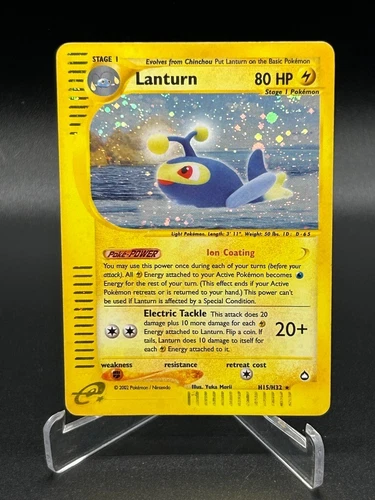 STAGE 1
Evolves from Chinchou Put Lanturn on the Basic Pokémon
Lanturn 80 HP
Stage 1 Pokémon
Light Pokémon. Length: 3' 11". Weight: 50 lbs. ID: D-65
POKé-POWER Ion Coating
You may use this power once during each of your turns (before your
attack). All Energy attached to your Active Pokémon becomes
Energy for the rest of your turn. (This effect ends if your Active
Pokémon retreats or is returned to your hand.) This power can't
be used if Lanturn is affected by a Special Condition.
Electric Tackle This attack does 20
damage plus 10 more damage for each
Energy attached to Lanturn. Flip a coin. If
tails, Lanturn does 10 damage to itself for
each Energy attached to it.
20+
weakness resistance retreat cost
e
© 2002 Pokémon / Nintendo Illus. Yuka Morii H15/H32 ★